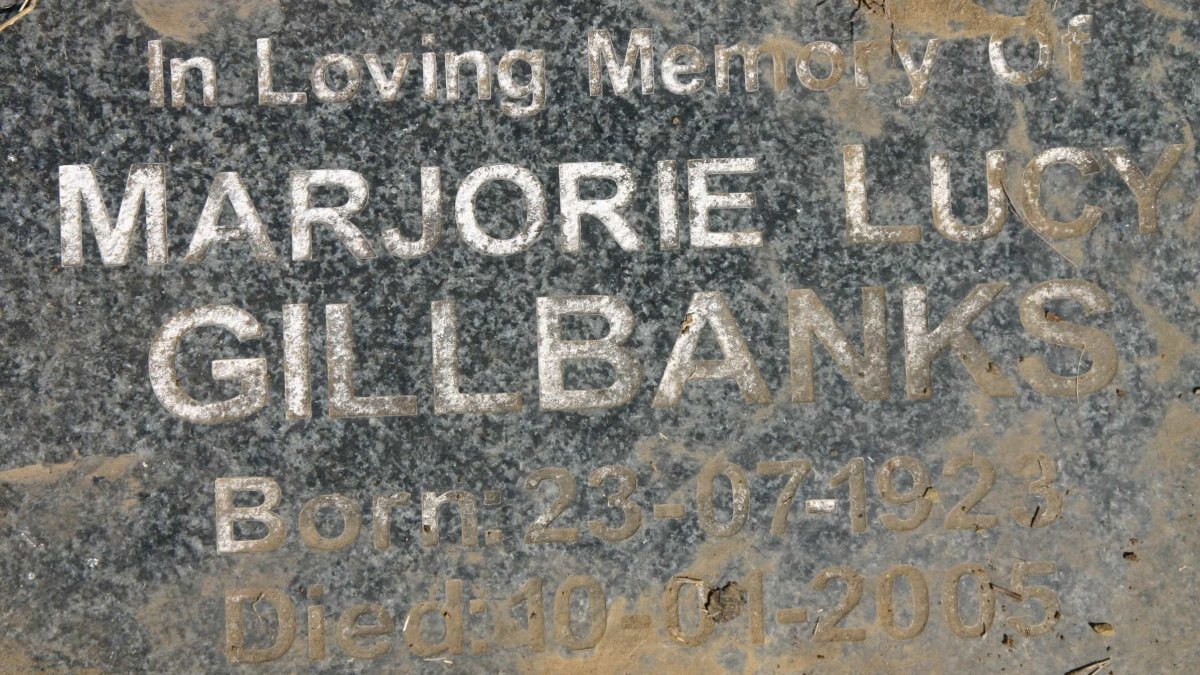 In Loving Memory Of
MARJORIE LUCY
GILLBANKS
Born: 23-07-1923
Died: 10-01-2005